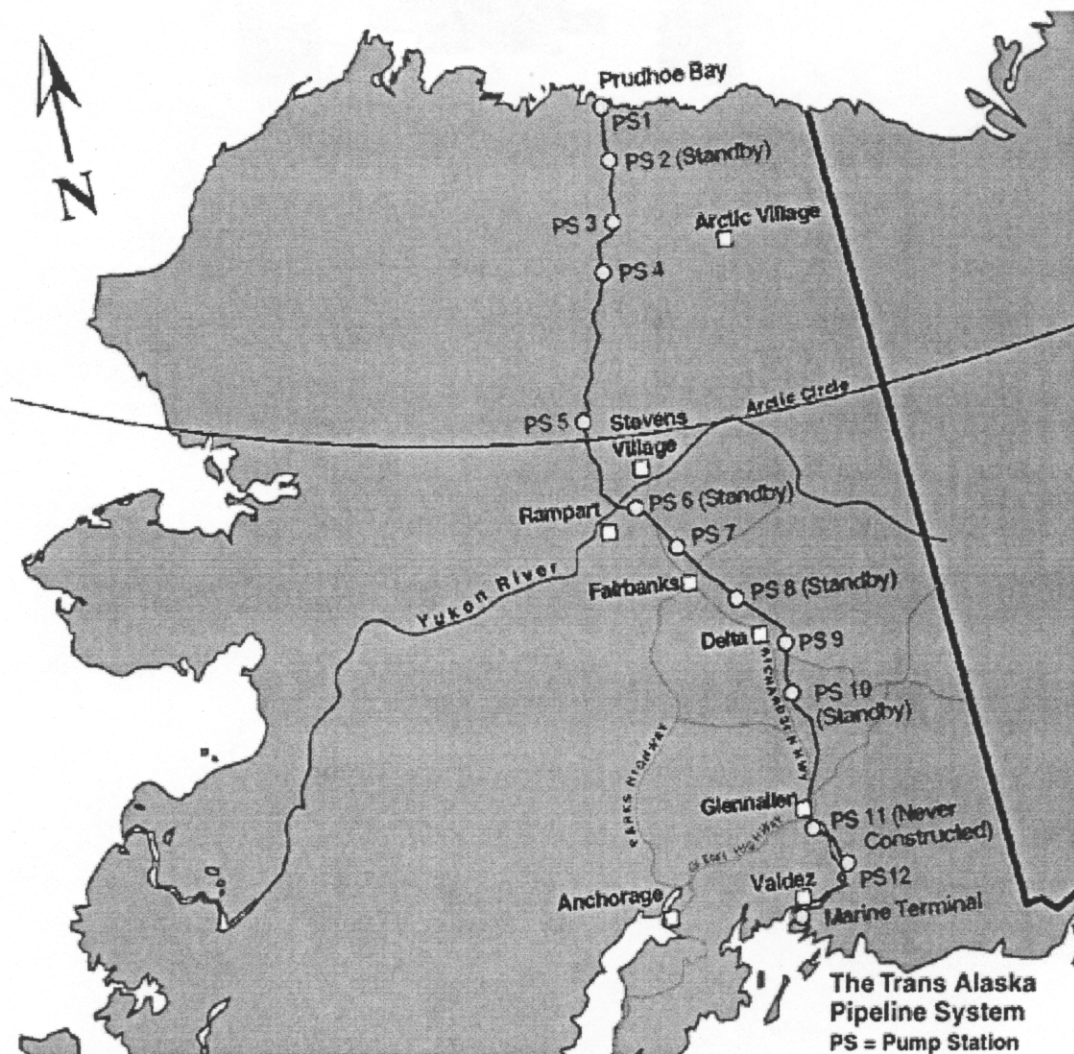 Prudhoe Bay
N
PS1
PS 2 (Standby)
PS 3
Arctic Village
PS 4
Arctic Circle
PS 5
Stevens
Village
PS 6 (Standby)
Rampart
PS 7
Yukon River
Fairbanks
PS 8 (Standby)
Delta
PS 9
RICHARDSON HWY
PS 10
(Standby)
PARKS HIGHWAY
Glennallen
PS 11 (Never
Constructed)
GLENN HIGHWAY
PS12
Valdez
Anchorage
Marine Terminal
The Trans Alaska
Pipeline System
PS = Pump Station